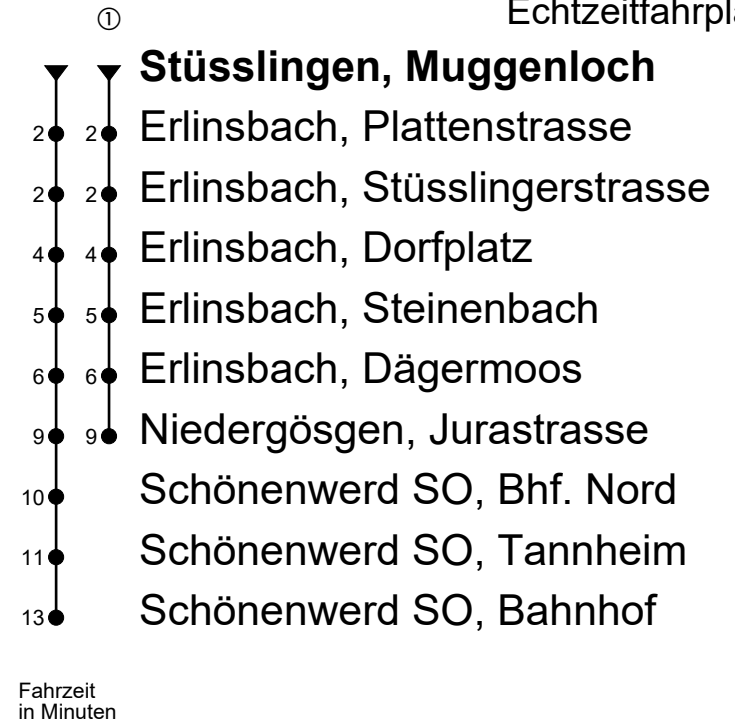 Echtzeitfahrpla
①
Stüsslingen, Muggenloch
2 2 Erlinsbach, Plattenstrasse
2 2 Erlinsbach, Stüsslingerstrasse
4 4 Erlinsbach, Dorfplatz
5 5 Erlinsbach, Steinenbach
6 6 Erlinsbach, Dägermoos
9 9 Niedergösgen, Jurastrasse
10 Schönenwerd SO, Bhf. Nord
11 Schönenwerd SO, Tannheim
13 Schönenwerd SO, Bahnhof
Fahrzeit
in Minuten